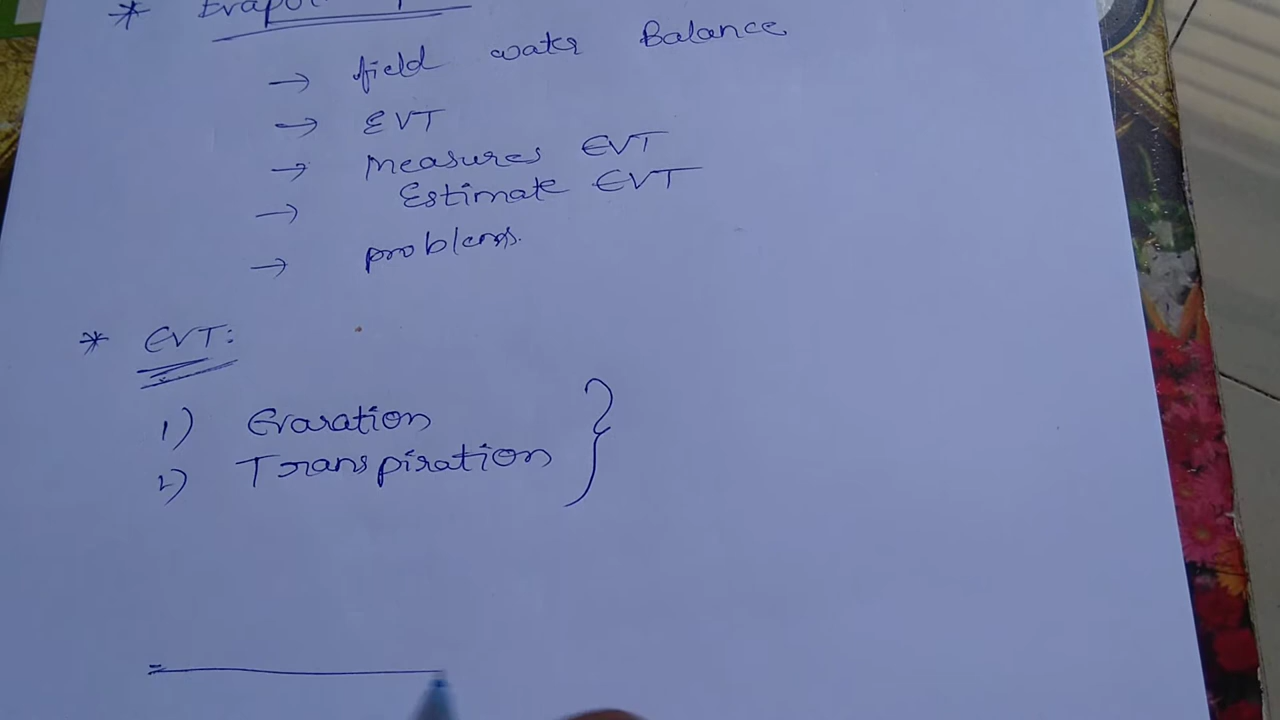 *
→ field water Balance
→ EVT
→ Measures EVT
→ Estimate EVT
→ problems.
* EVT:
1) Evaration
2) Transpiration }